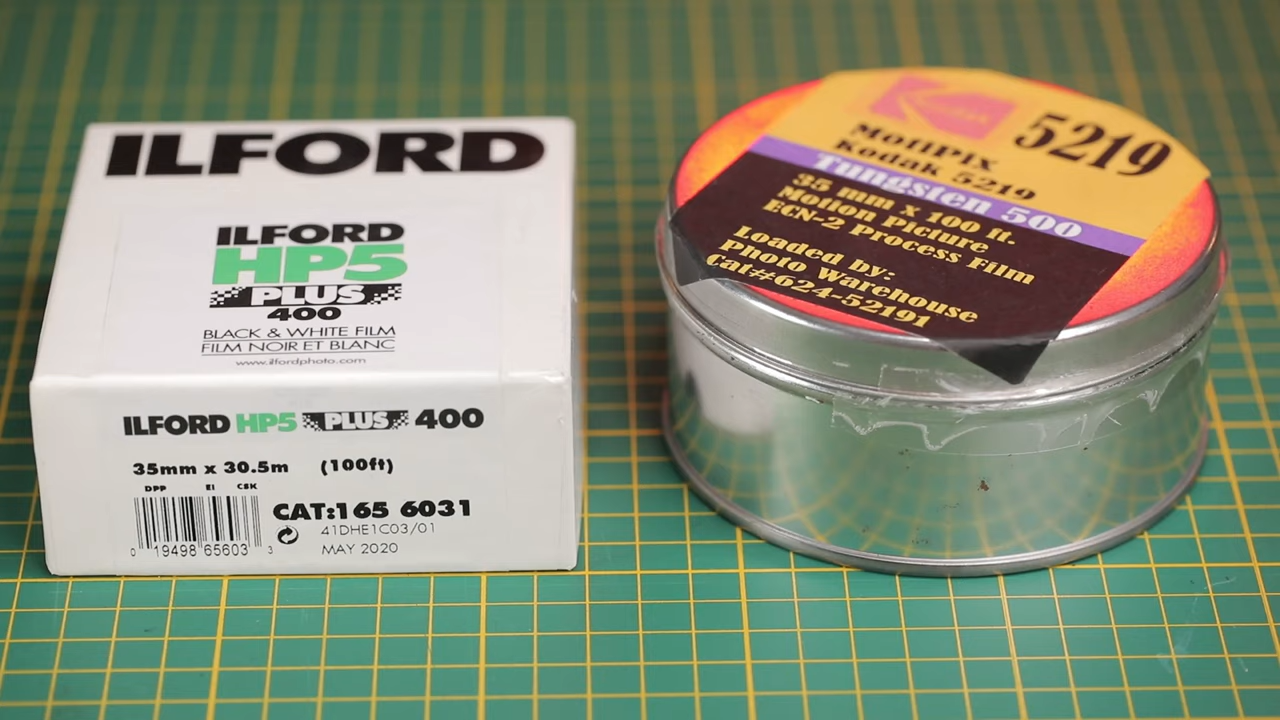 ILFORD
ILFORD
HP5
PLUS
400
BLACK & WHITE FILM
FILM NOIR ET BLANC
www.ilfordphoto.com
ILFORD HP5 PLUS 400
35mm x 30.5m (100ft)
DPP EI CSK
CAT:165 6031
41DHE1C03/01
MAY 2020
0 19498 65603 3
Kodak
5219
MotiPix
Kodak 5219
Tungsten 500
35 mm x 100 ft.
Motion Picture
ECN-2 Process Film
Loaded by:
Photo Warehouse
Cat#624-52191